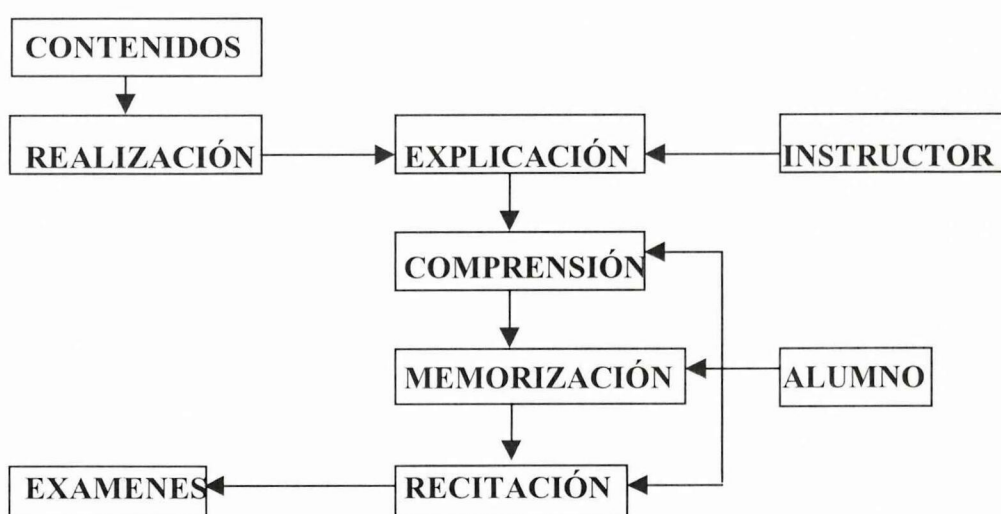 CONTENIDOS
REALIZACIÓN
EXPLICACIÓN
INSTRUCTOR
COMPRENSIÓN
MEMORIZACIÓN
ALUMNO
EXAMENES
RECITACIÓN